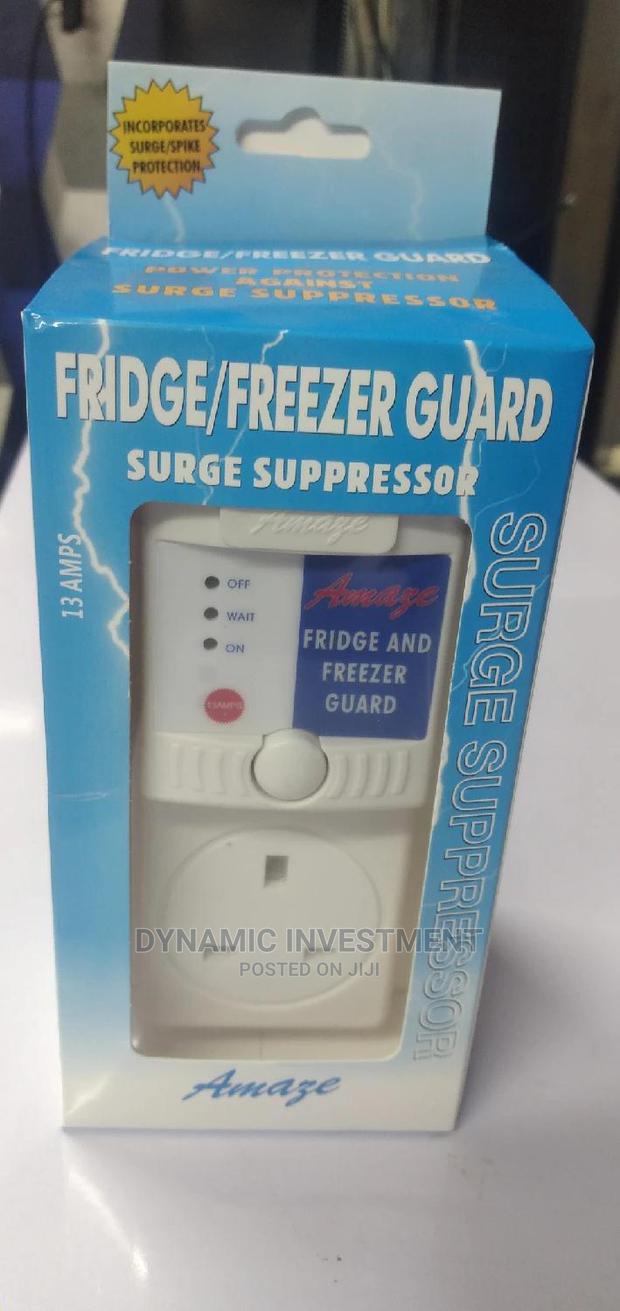 INCORPORATES
SURGE/SPIKE
PROTECTION
FRIDGE/FREEZER GUARD
POWER PROTECTION
AGAINST
SURGE SUPPRESSOR
FRIDGE/FREEZER GUARD
SURGE SUPPRESSOR
13 AMPS
Amaze
OFF
WAIT
ON
13AMPS
Amaze
FRIDGE AND
FREEZER
GUARD
SURGE SUPPRESSOR
DYNAMIC INVESTMENT
POSTED ON JIJI
Amaze